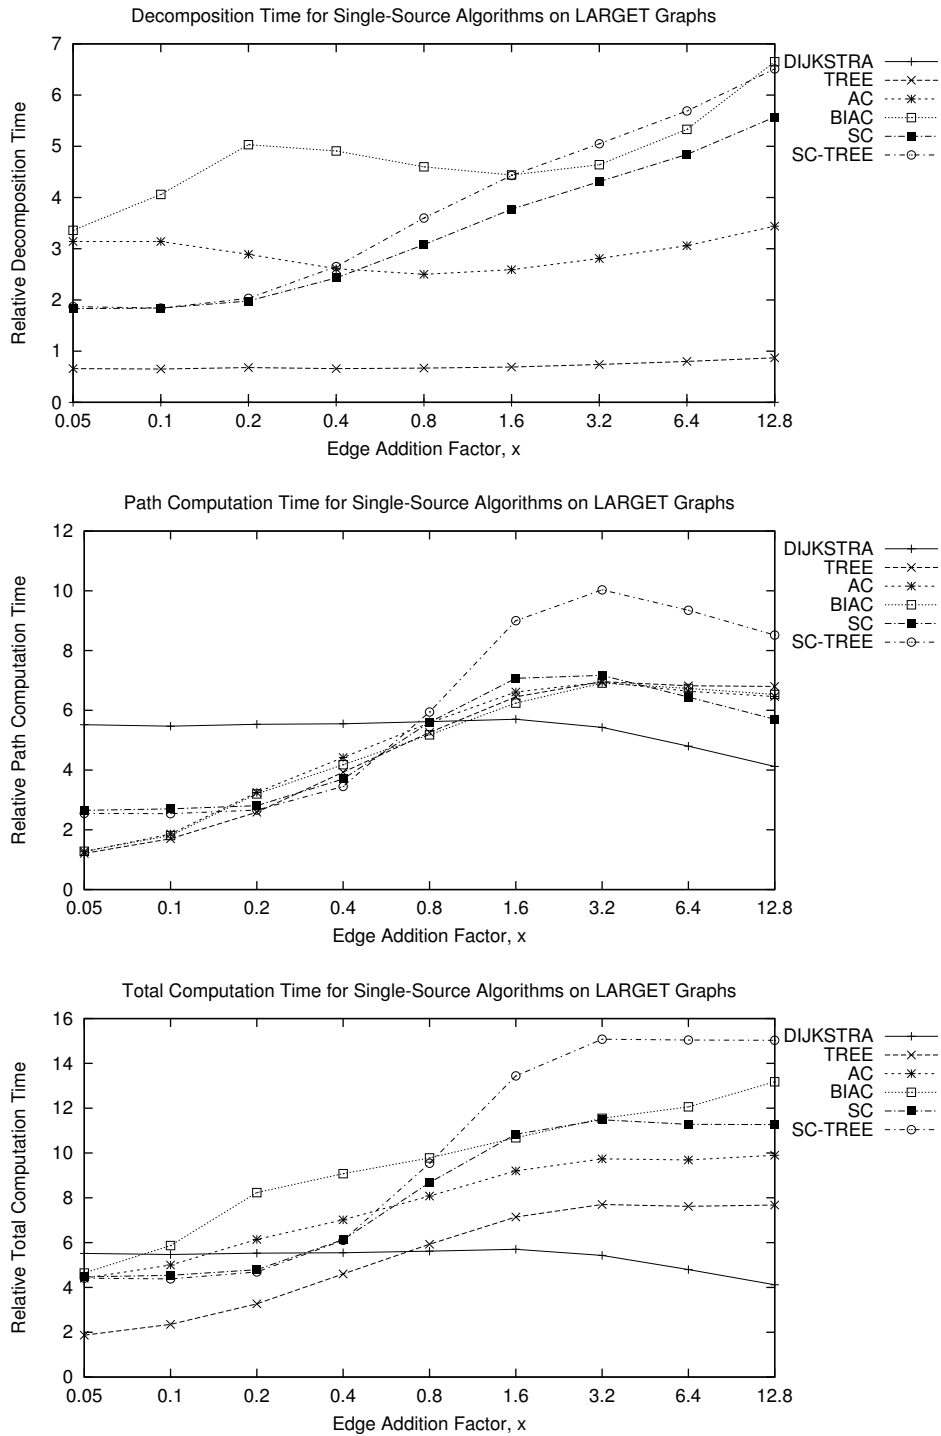 Decomposition Time for Single-Source Algorithms on LARGET Graphs
7
6
5
4
3
2
1
0
Relative Decomposition Time
0.05 0.1 0.2 0.4 0.8 1.6 3.2 6.4 12.8
Edge Addition Factor, x
DIJKSTRA
TREE
AC
BIAC
SC
SC-TREE
Path Computation Time for Single-Source Algorithms on LARGET Graphs
12
10
8
6
4
2
0
Relative Path Computation Time
0.05 0.1 0.2 0.4 0.8 1.6 3.2 6.4 12.8
Edge Addition Factor, x
DIJKSTRA
TREE
AC
BIAC
SC
SC-TREE
Total Computation Time for Single-Source Algorithms on LARGET Graphs
16
14
12
10
8
6
4
2
0
Relative Total Computation Time
0.05 0.1 0.2 0.4 0.8 1.6 3.2 6.4 12.8
Edge Addition Factor, x
DIJKSTRA
TREE
AC
BIAC
SC
SC-TREE